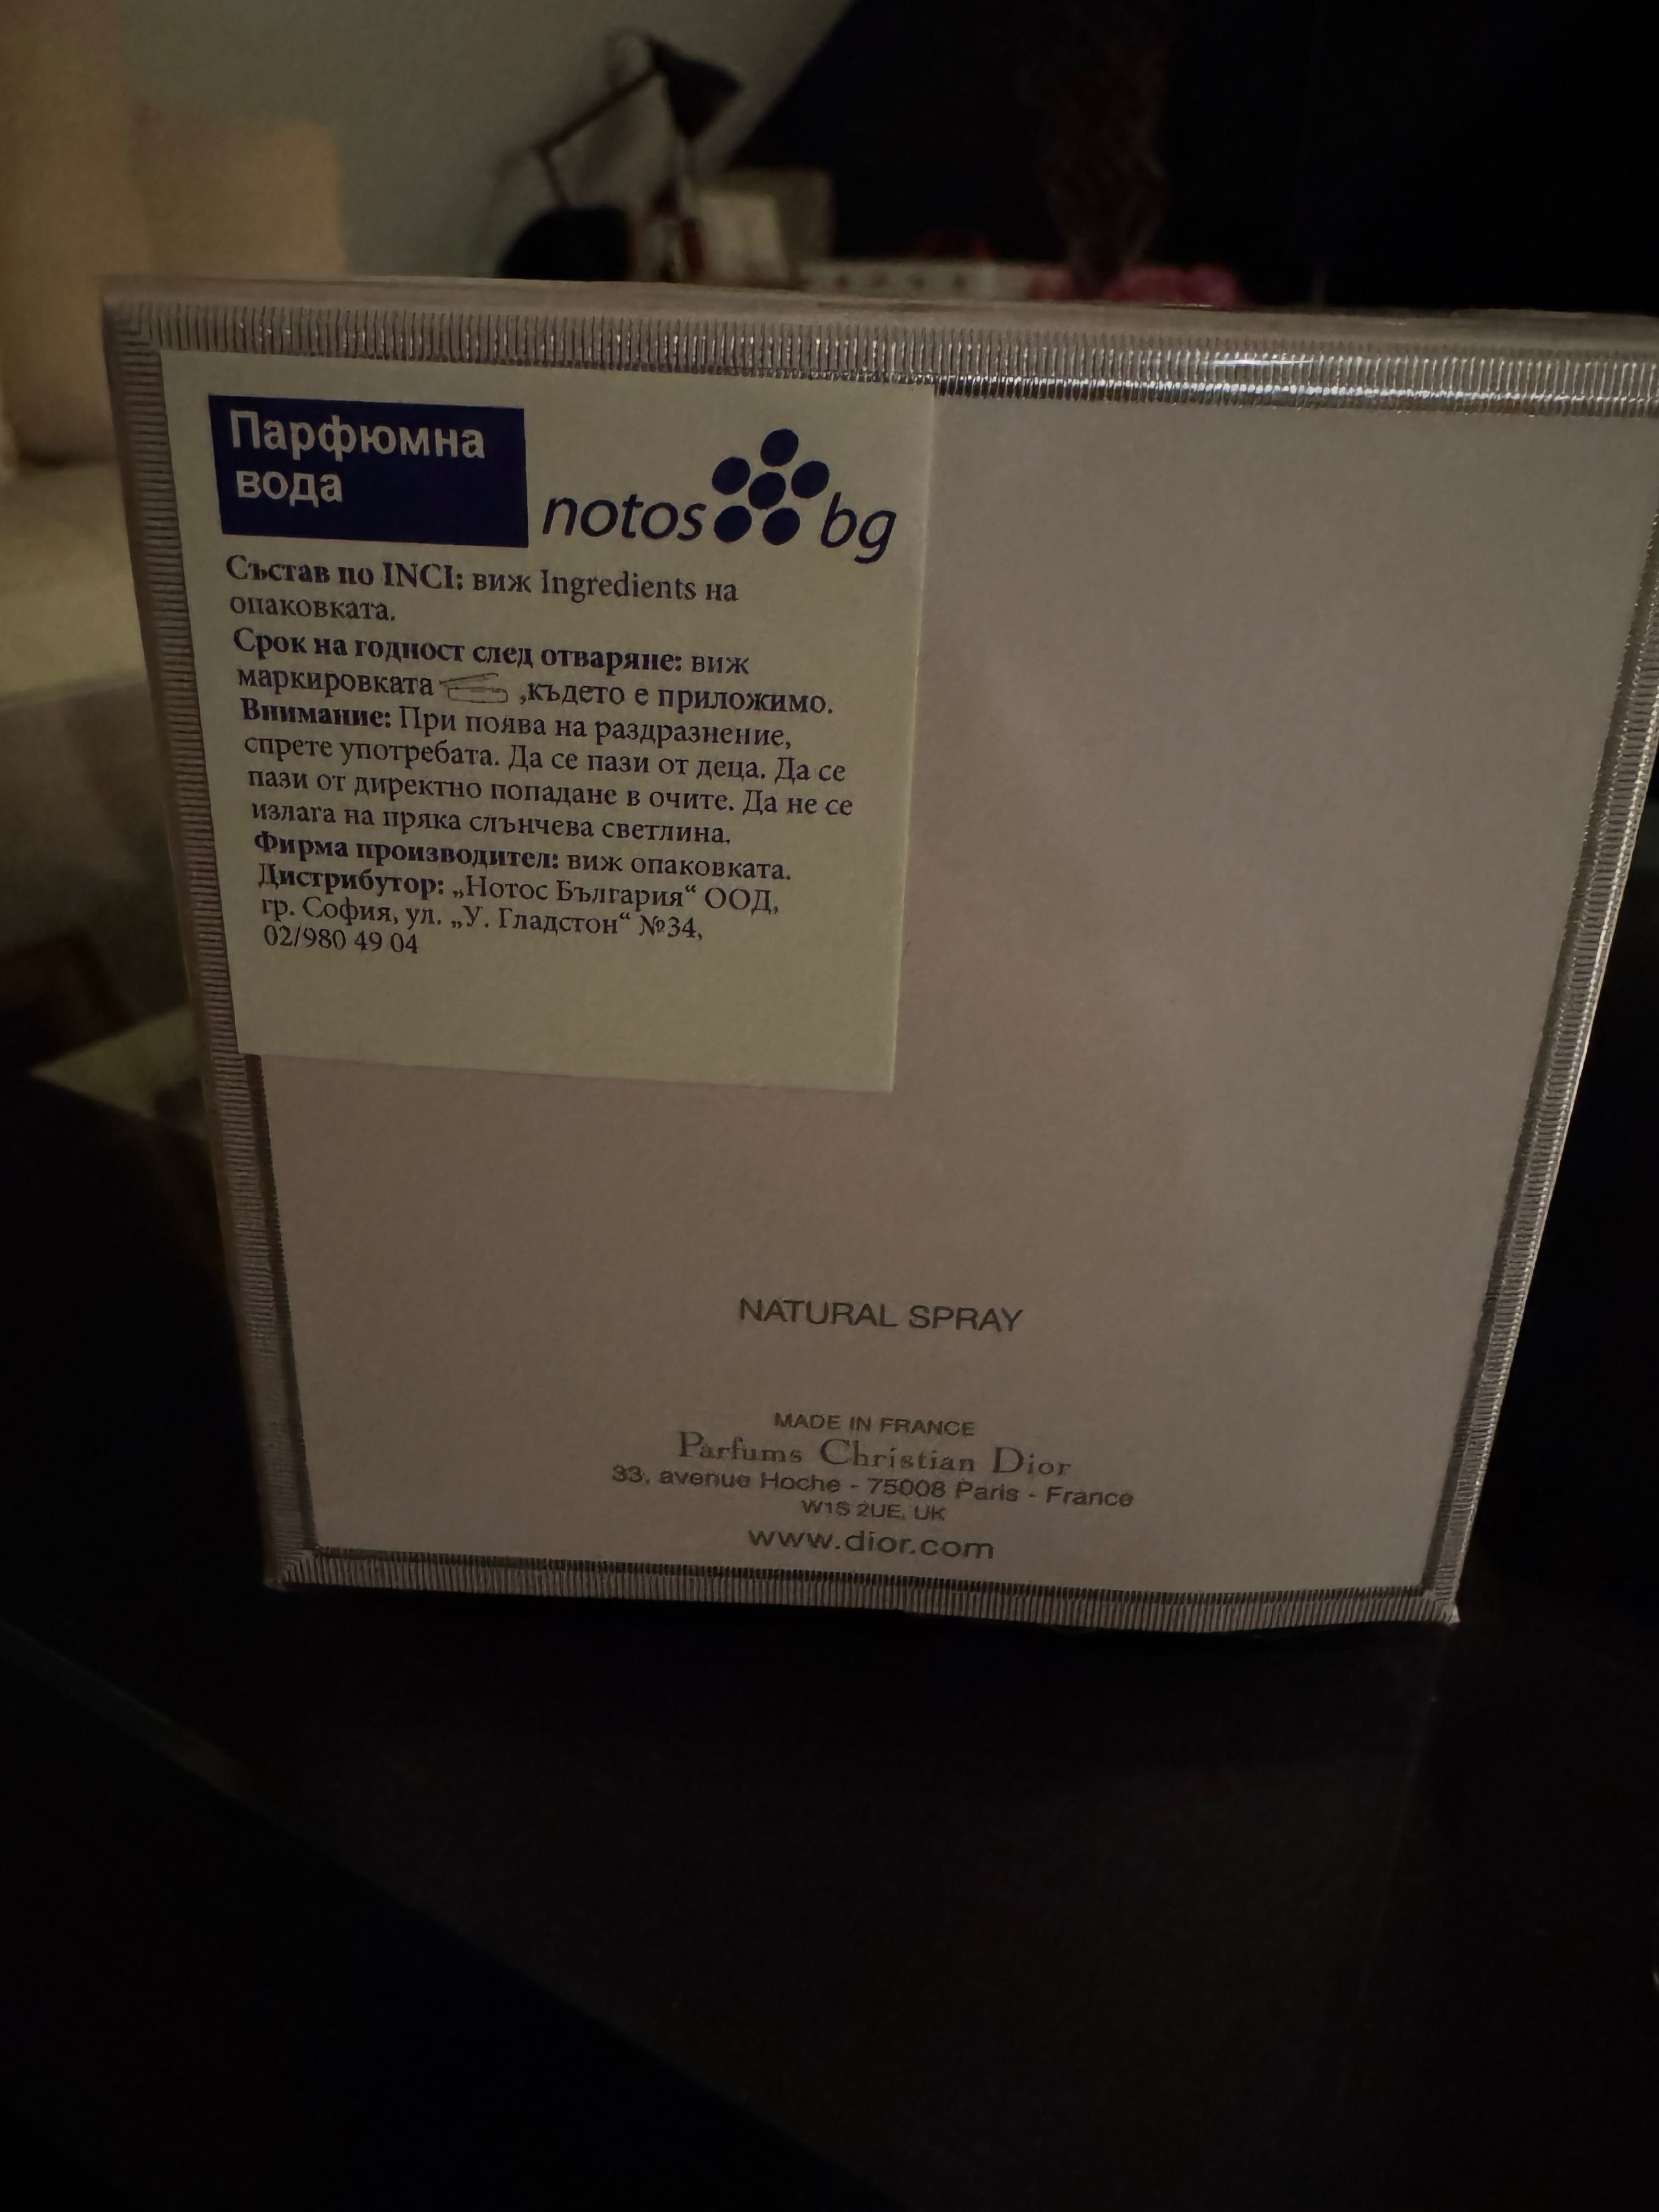 Парфюмна
вода
notos bg
Състав по INCI: виж Ingredients на
опаковката.
Срок на годност след отваряне: виж
маркировката ,където е приложимо.
Внимание: При поява на раздразнение,
спрете употребата. Да се пази от деца. Да се
пази от директно попадане в очите. Да не се
излага на пряка слънчева светлина.
Фирма производител: виж опаковката.
Дистрибутор: „Нотос България“ ООД,
гр. София, ул. „У. Гладстон“ №34,
02/980 49 04
NATURAL SPRAY
MADE IN FRANCE
Parfums Christian Dior
33, avenue Hoche - 75008 Paris - France
W1S 2UE, UK
www.dior.com